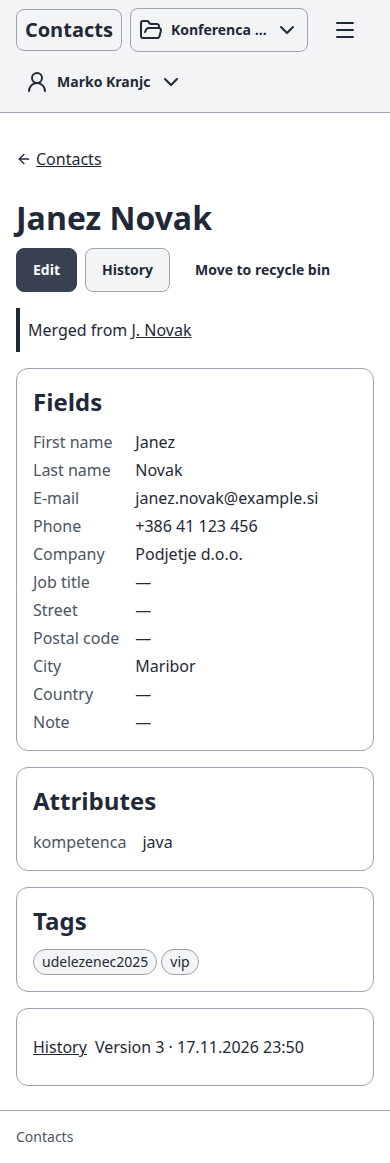 Contacts
Konferenca ...
Marko Kranjc
Contacts
Janez Novak
Edit History Move to recycle bin
Merged from J. Novak
Fields
First name Janez
Last name Novak
E-mail janez.novak@example.si
Phone +386 41 123 456
Company Podjetje d.o.o.
Job title —
Street —
Postal code —
City Maribor
Country —
Note —
Attributes
kompetenca java
Tags
udelezenec2025 vip
History Version 3 · 17.11.2026 23:50
Contacts